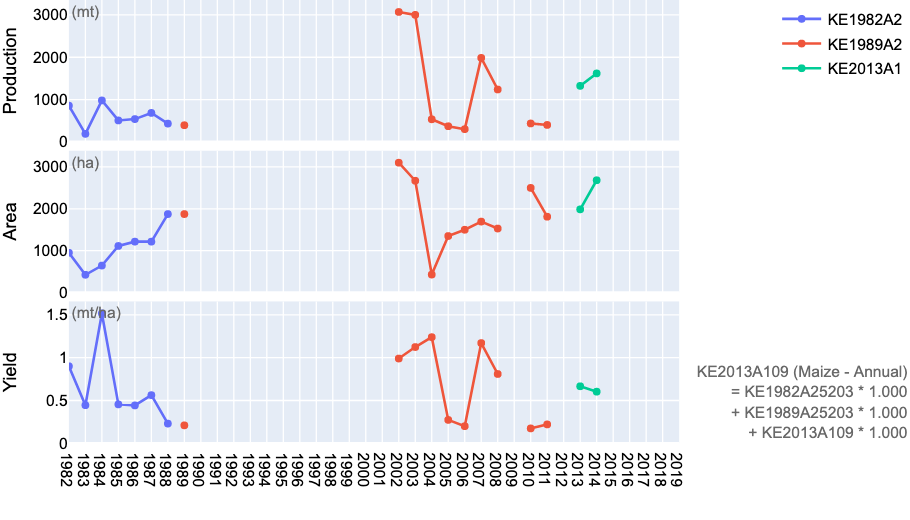 Production
(mt)
3000
2000
1000
0
KE1982A2
KE1989A2
KE2013A1
Area
(ha)
3000
2000
1000
0
Yield
(mt/ha)
1.5
1
0.5
0
KE2013A109 (Maize - Annual)
= KE1982A25203 * 1.000
+ KE1989A25203 * 1.000
+ KE2013A109 * 1.000
1982 1983 1984 1985 1986 1987 1988 1989 1990 1991 1992 1993 1994 1995 1996 1997 1998 1999 2000 2001 2002 2003 2004 2005 2006 2007 2008 2009 2010 2011 2012 2013 2014 2015 2016 2017 2018 2019